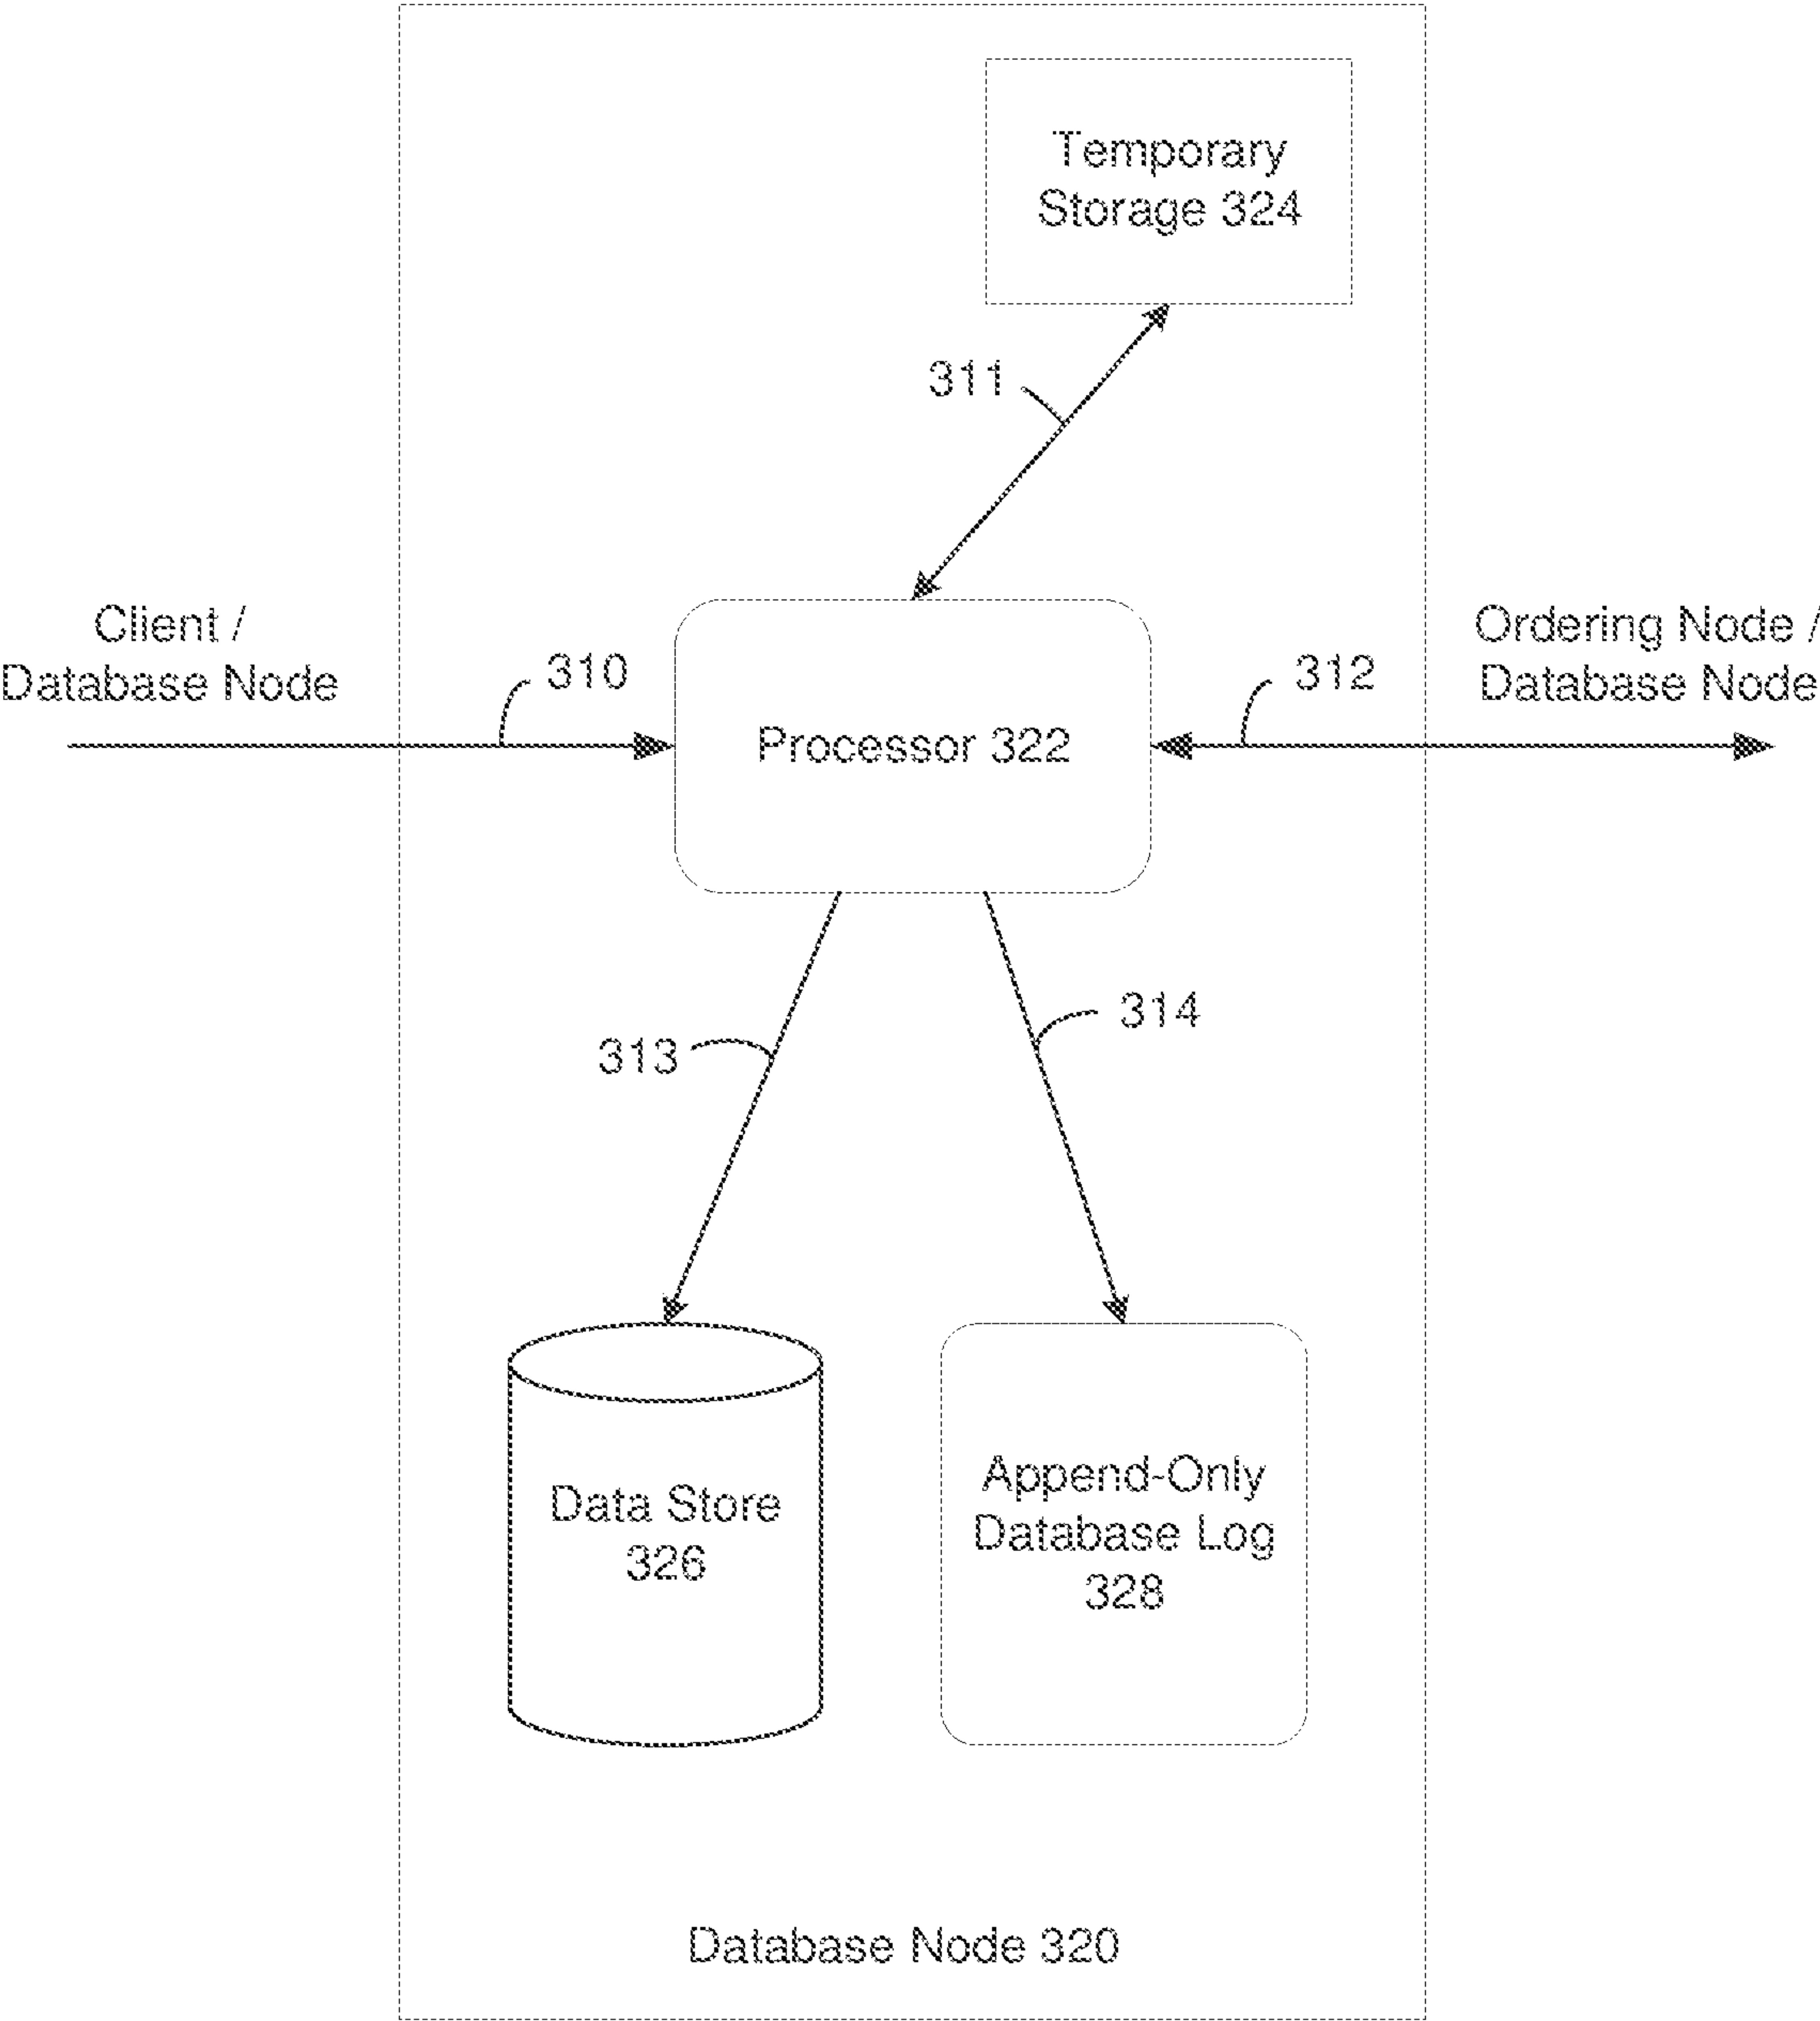 Temporary
Storage 324
311
Client /
Database Node
310
Processor 322
312
Ordering Node /
Database Node
313
314
Data Store
326
Append-Only
Database Log
328
Database Node 320